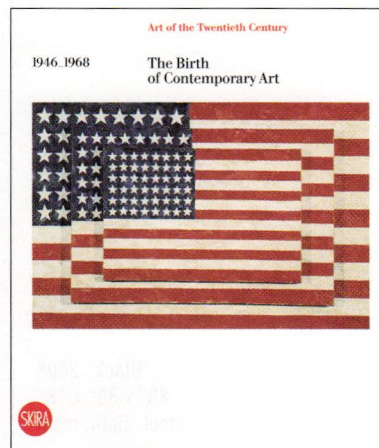 Art of the Twentieth Century
1946_1968
The Birth
of Contemporary Art
SKIRA